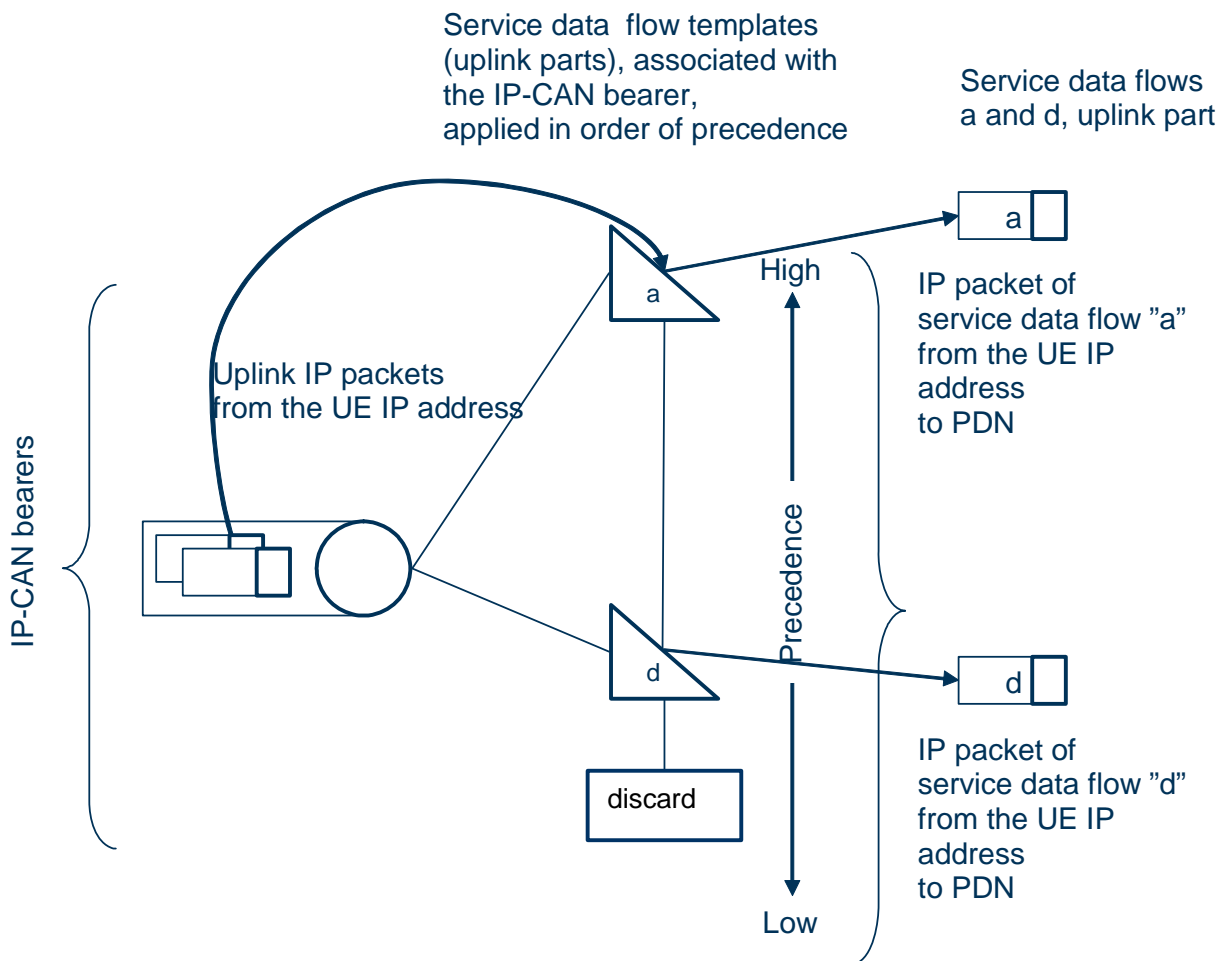 Service data  flow templates
(uplink parts), associated with
the IP-CAN bearer,
applied in order of precedence
Service data flows
a and d, uplink part
a
High
a
IP packet of
service data flow ”a”
from the UE IP
address
to PDN
Uplink IP packets
from the UE IP address
IP-CAN bearers
Precedence
d
d
discard
IP packet of
service data flow ”d”
from the UE IP
address
to PDN
Low